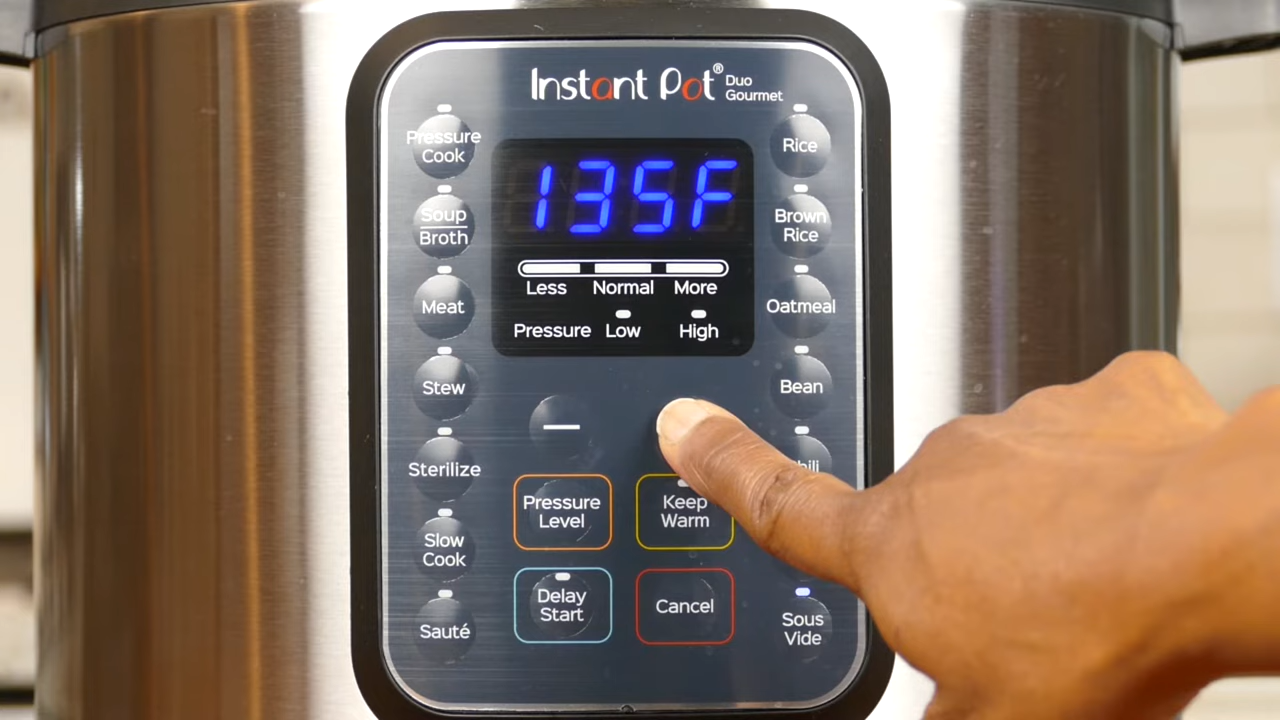 Instant Pot® Duo
Gourmet
Pressure
Cook
Soup
Broth
Meat
Stew
Sterilize
Slow
Cook
Sauté
135F
Less Normal More
Pressure Low High
—
Pressure
Level
Keep
Warm
Delay
Start
Cancel
Rice
Brown
Rice
Oatmeal
Bean
Sous
Vide